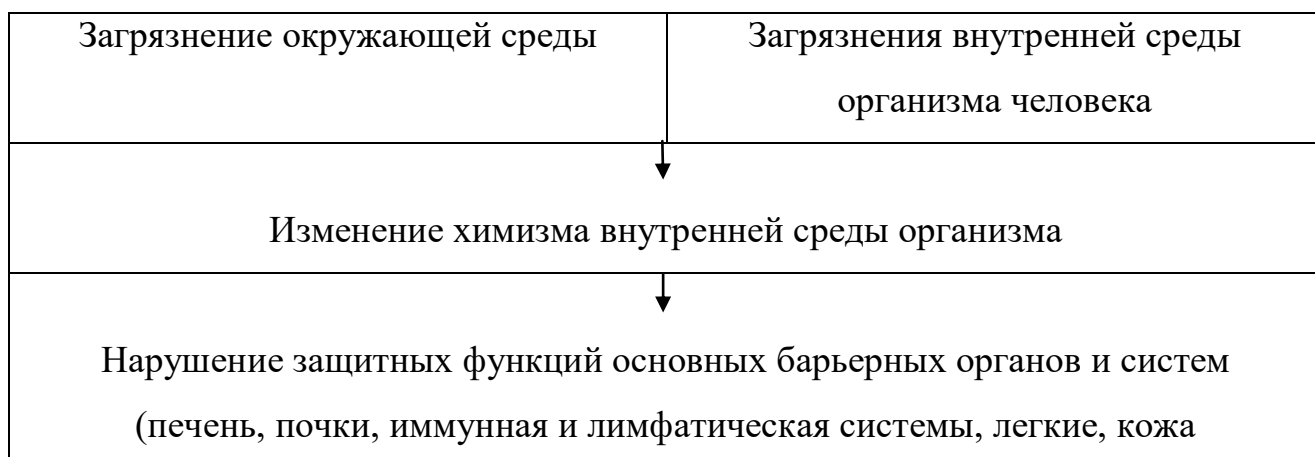 Загрязнение окружающей среды
Загрязнения внутренней среды
организма человека
Изменение химизма внутренней среды организма
Нарушение защитных функций основных барьерных органов и систем
(печень, почки, иммунная и лимфатическая системы, легкие, кожа